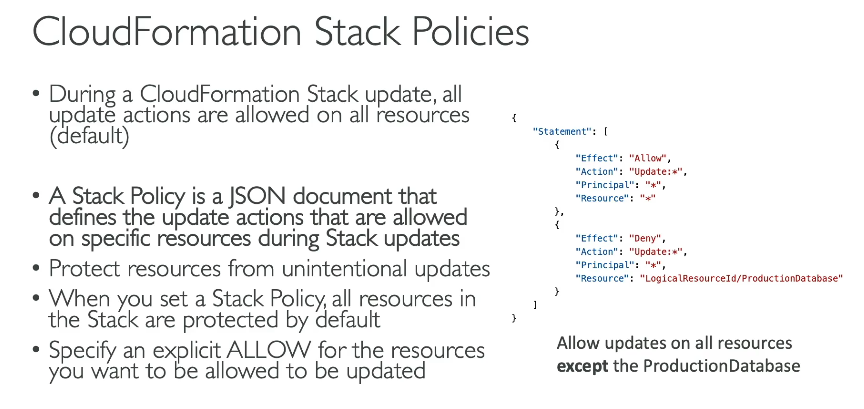 CloudFormation Stack Policies
• During a CloudFormation Stack update, all
update actions are allowed on all resources
(default)
• A Stack Policy is a JSON document that
defines the update actions that are allowed
on specific resources during Stack updates
• Protect resources from unintentional updates
• When you set a Stack Policy, all resources in
the Stack are protected by default
• Specify an explicit ALLOW for the resources
you want to be allowed to be updated
{
"Statement": [
{
"Effect": "Allow",
"Action": "Update:*",
"Principal": "*",
"Resource": "*"
},
{
"Effect": "Deny",
"Action": "Update:*",
"Principal": "*",
"Resource": "LogicalResourceId/ProductionDatabase"
}
]
}
Allow updates on all resources
except the ProductionDatabase